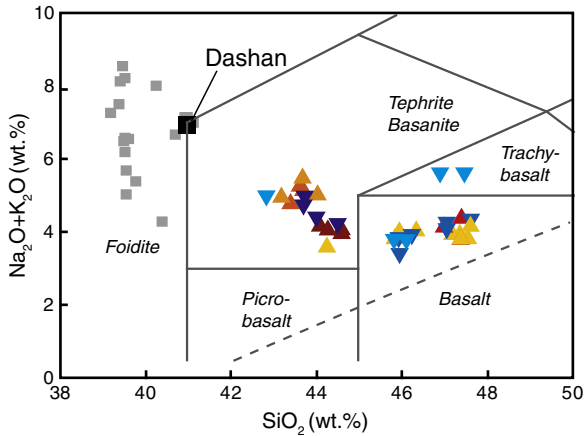 10
8
6
4
2
0
Na₂O+K₂O (wt.%)
Dashan
Tephrite
Basanite
Trachy-
basalt
Foidite
Picro-
basalt
Basalt
38 40 42 44 46 48 50
SiO₂ (wt.%)